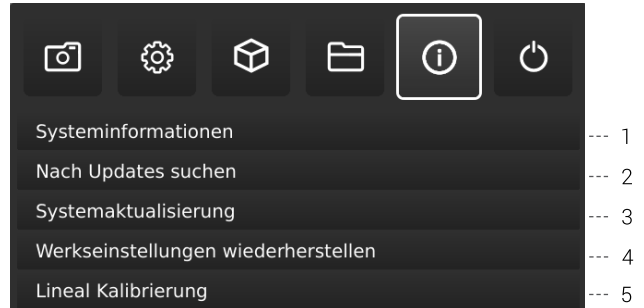 Systeminformationen --- 1
Nach Updates suchen --- 2
Systemaktualisierung --- 3
Werkseinstellungen wiederherstellen --- 4
Lineal Kalibrierung --- 5